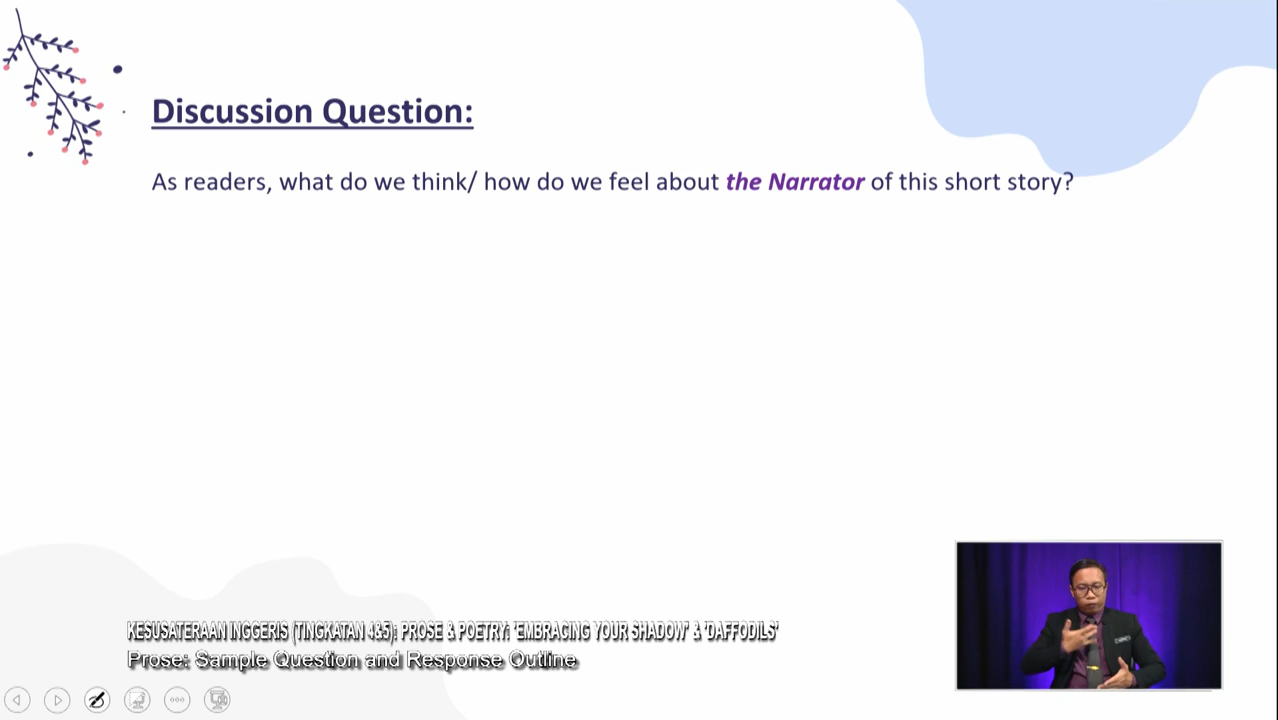 Discussion Question:
As readers, what do we think/ how do we feel about the Narrator of this short story?
KESUSATERAAN INGGERIS (TINGKATAN 4&5): PROSE & POETRY: 'EMBRACING YOUR SHADOW' & 'DAFFODILS'
Prose: Sample Question and Response Outline